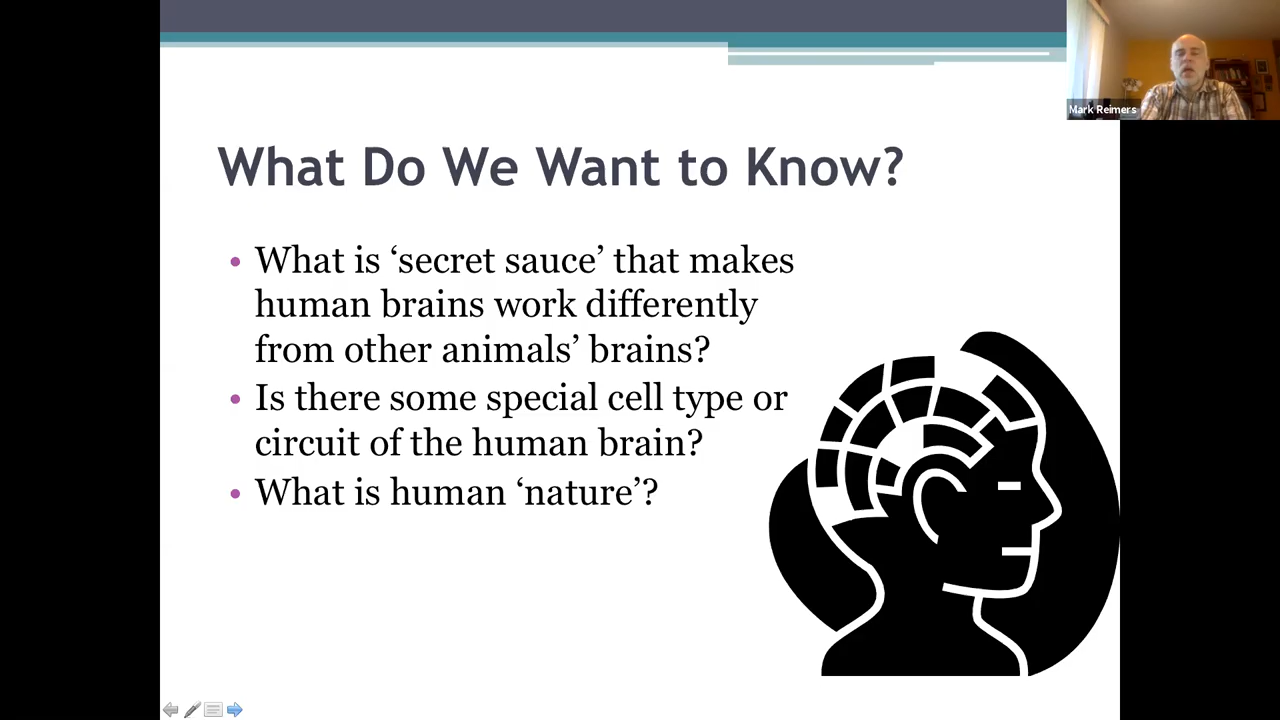 Mark Reimers
What Do We Want to Know?
• What is ‘secret sauce’ that makes
human brains work differently
from other animals’ brains?
• Is there some special cell type or
circuit of the human brain?
• What is human ‘nature’?